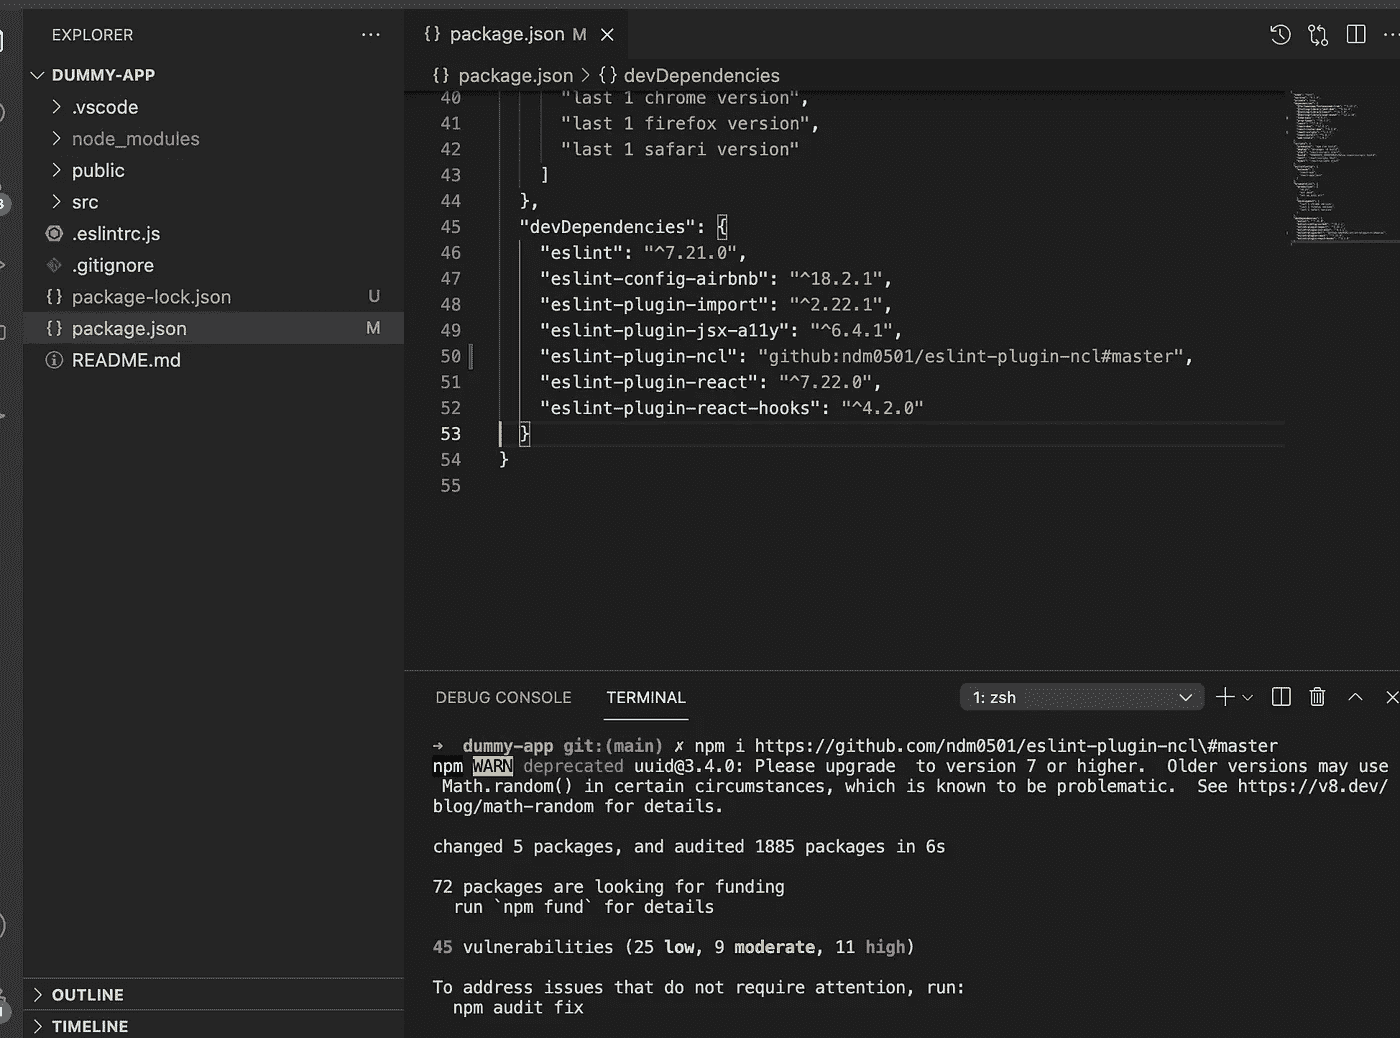 EXPLORER
DUMMY-APP
.vscode
node_modules
public
src
.eslintrc.js
.gitignore
{} package-lock.json U
{} package.json M
README.md
OUTLINE
TIMELINE
{} package.json M
{} package.json > {} devDependencies
40 "last 1 chrome version",
41 "last 1 firefox version",
42 "last 1 safari version"
43 ]
44 },
45 "devDependencies": {
46 "eslint": "^7.21.0",
47 "eslint-config-airbnb": "^18.2.1",
48 "eslint-plugin-import": "^2.22.1",
49 "eslint-plugin-jsx-a11y": "^6.4.1",
50 "eslint-plugin-ncl": "github:ndm0501/eslint-plugin-ncl#master",
51 "eslint-plugin-react": "^7.22.0",
52 "eslint-plugin-react-hooks": "^4.2.0"
53 }
54 }
55
DEBUG CONSOLE TERMINAL 1: zsh
→ dummy-app git:(main) ✗ npm i https://github.com/ndm0501/eslint-plugin-ncl\#master
npm WARN deprecated uuid@3.4.0: Please upgrade  to version 7 or higher.  Older versions may use
Math.random() in certain circumstances, which is known to be problematic.  See https://v8.dev/
blog/math-random for details.
changed 5 packages, and audited 1885 packages in 6s
72 packages are looking for funding
run `npm fund` for details
45 vulnerabilities (25 low, 9 moderate, 11 high)
To address issues that do not require attention, run:
npm audit fix